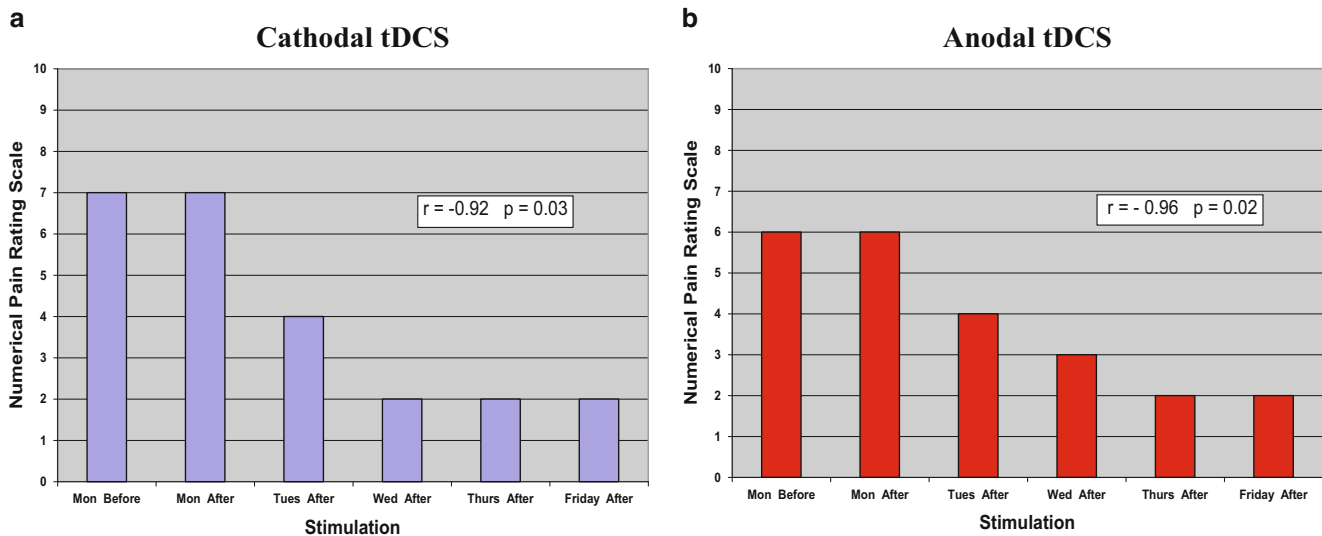 a
Cathodal tDCS
Numerical Pain Rating Scale
10
9
8
7
6
5
4
3
2
1
0
r = -0.92 p = 0.03
Mon Before Mon After Tues After Wed After Thurs After Friday After
Stimulation
b
Anodal tDCS
Numerical Pain Rating Scale
10
9
8
7
6
5
4
3
2
1
0
r = - 0.96 p = 0.02
Mon Before Mon After Tues After Wed After Thurs After Friday After
Stimulation